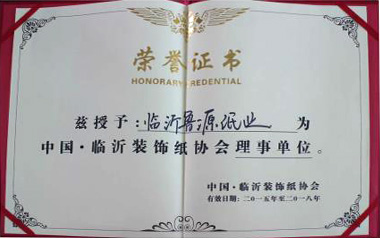 荣誉证书
HONORARY CREDENTIAL
兹授予：临沂鲁源纸业为
中国·临沂装饰纸协会理事单位。
中国·临沂装饰纸协会
有效日期：二〇一五年至二〇一八年